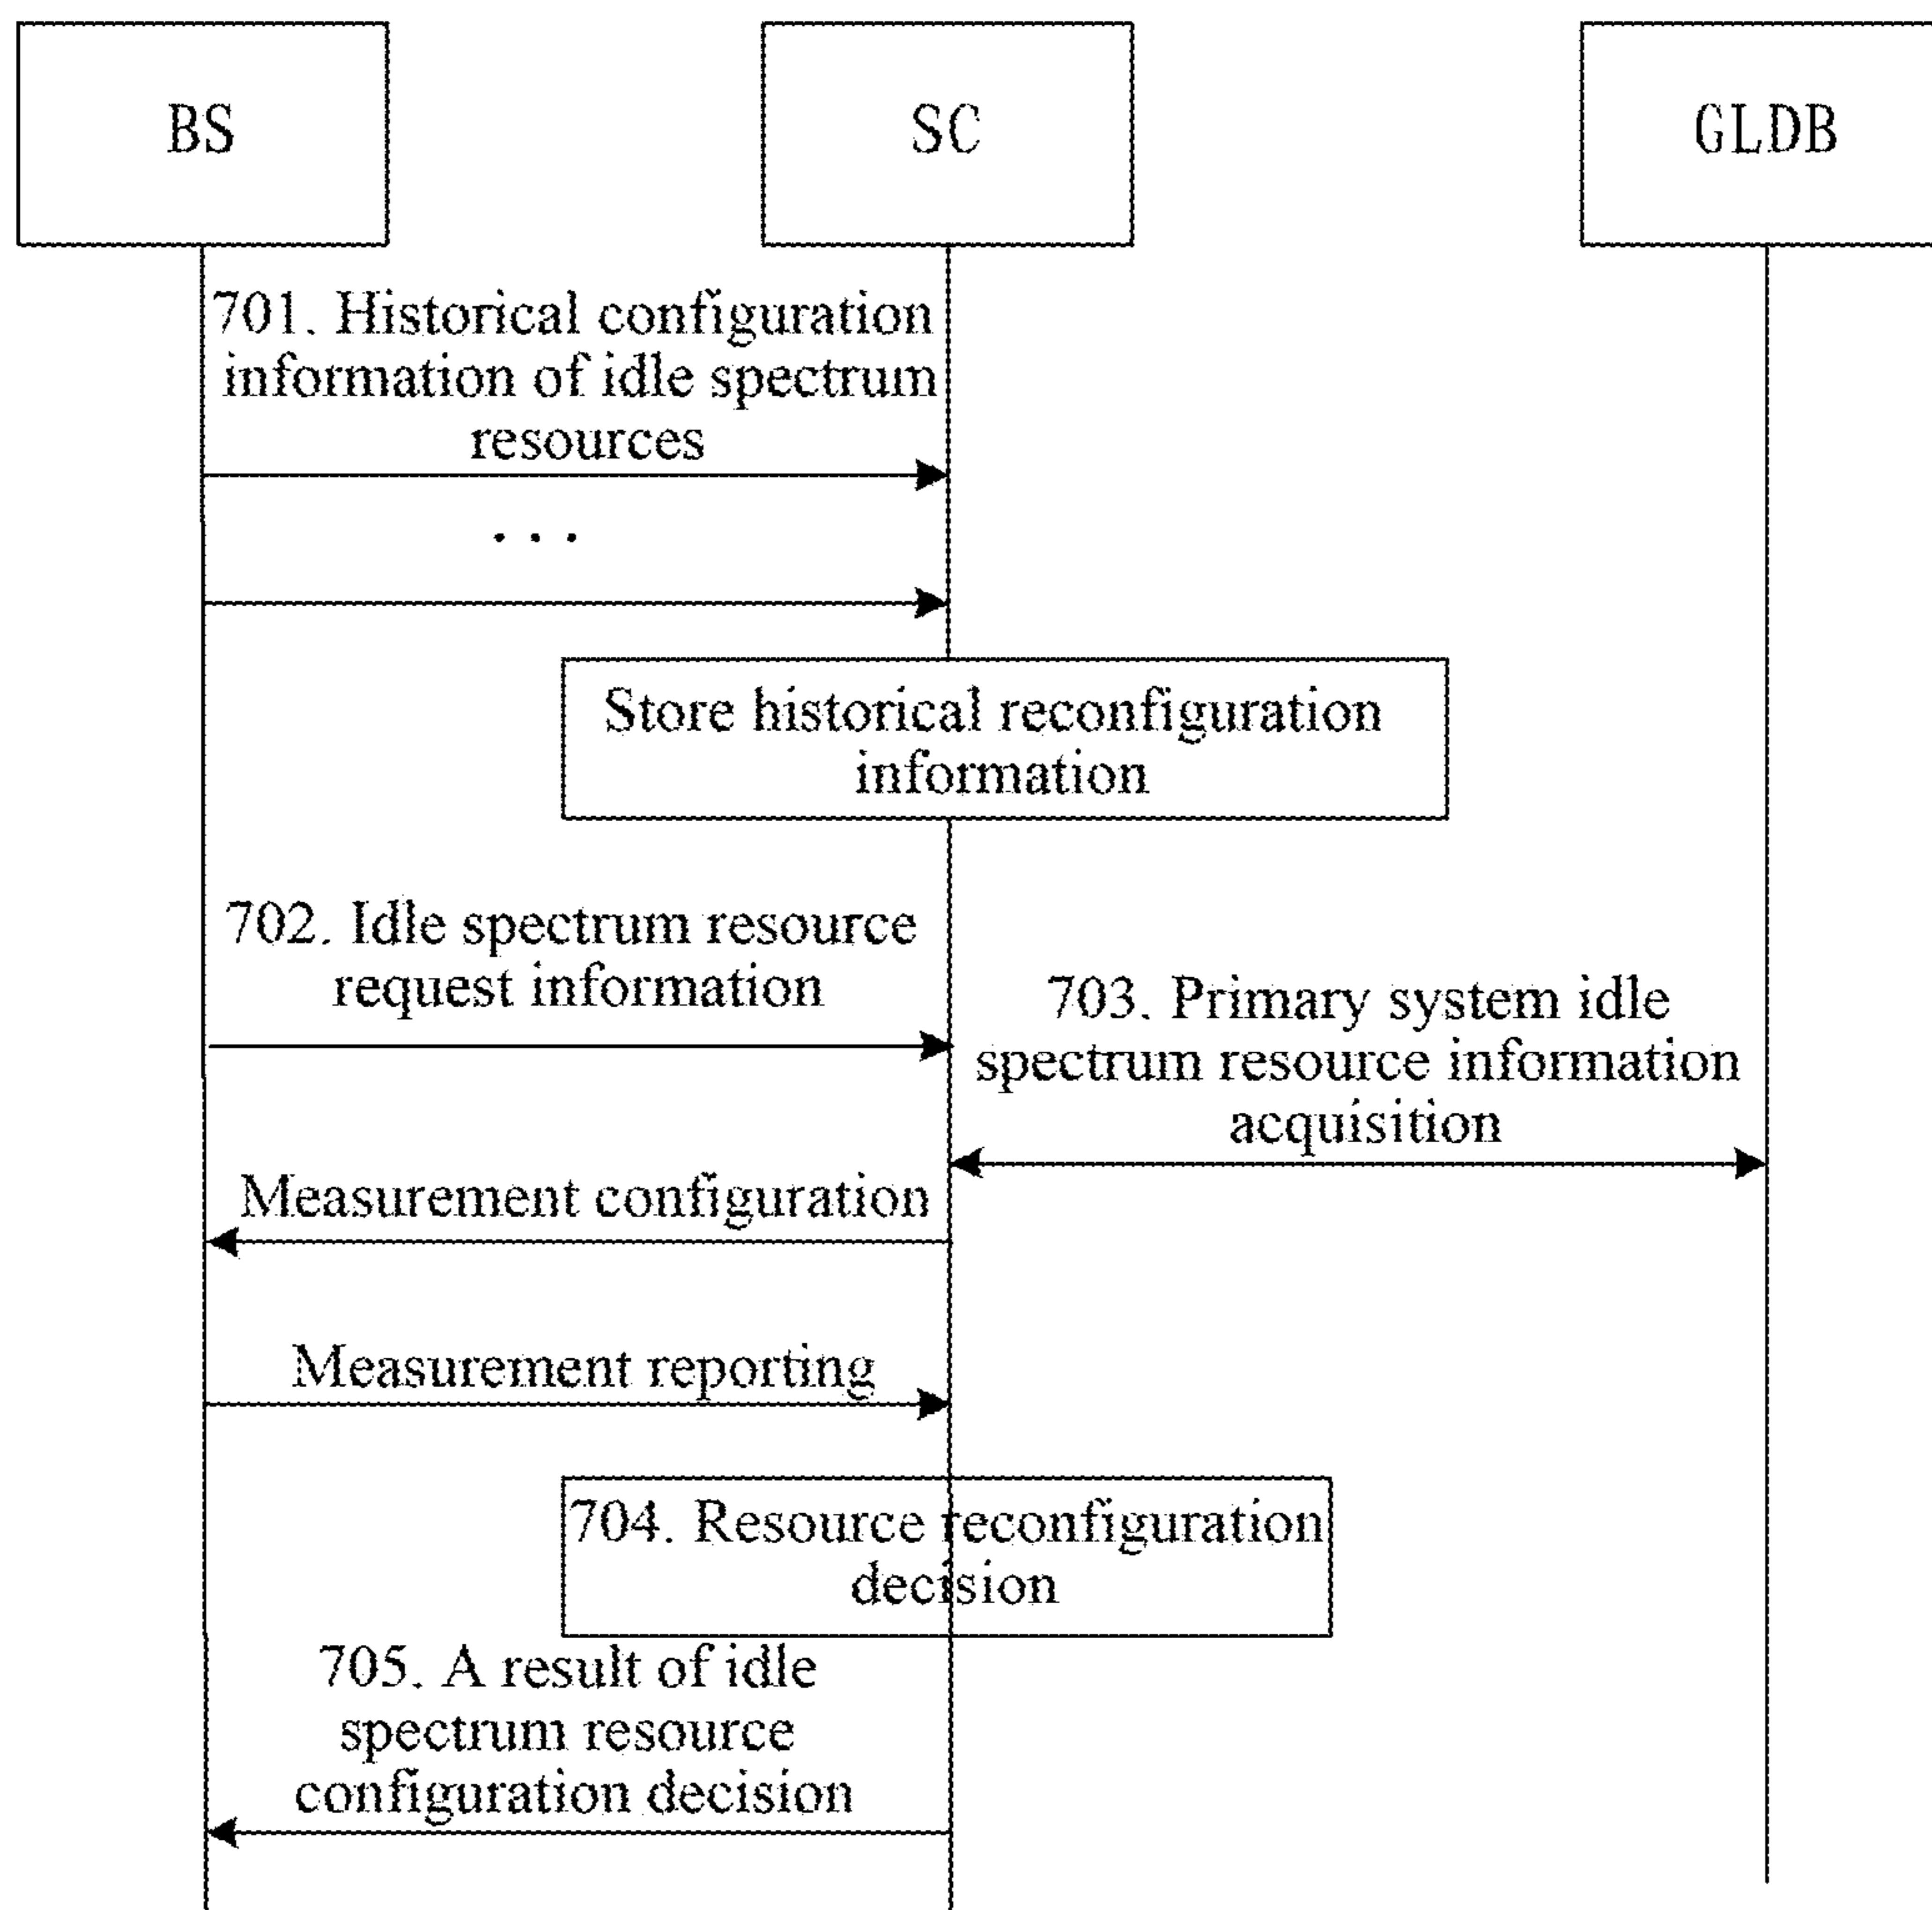 BS
SC
GLDB
701. Historical configuration
information of idle spectrum
resources
...
Store historical reconfiguration
information
702. Idle spectrum resource
request information
703. Primary system idle
spectrum resource information
acquisition
Measurement configuration
Measurement reporting
704. Resource reconfiguration
decision
705. A result of idle
spectrum resource
configuration decision